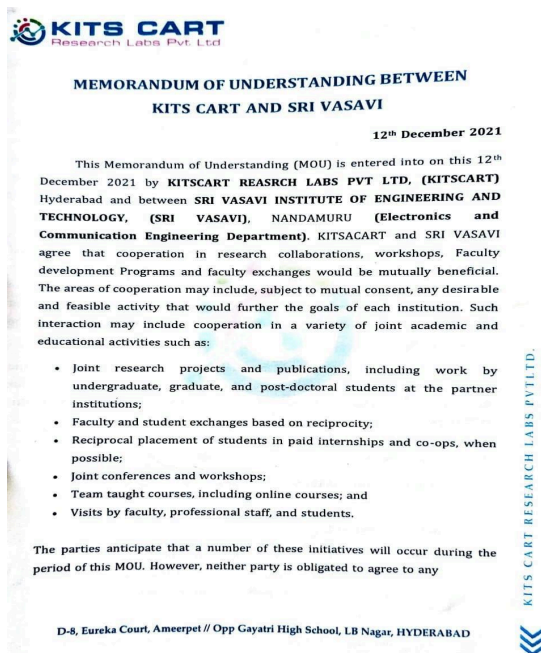 KITS CART
Research Labs Pvt. Ltd
MEMORANDUM OF UNDERSTANDING BETWEEN
KITS CART AND SRI VASAVI
12th December 2021
This Memorandum of Understanding (MOU) is entered into on this 12th
December 2021 by KITSCART REASRCH LABS PVT LTD, (KITSCART)
Hyderabad and between SRI VASAVI INSTITUTE OF ENGINEERING AND
TECHNOLOGY, (SRI VASAVI), NANDAMURU (Electronics and
Communication Engineering Department). KITSACART and SRI VASAVI
agree that cooperation in research collaborations, workshops, Faculty
development Programs and faculty exchanges would be mutually beneficial.
The areas of cooperation may include, subject to mutual consent, any desirable
and feasible activity that would further the goals of each institution. Such
interaction may include cooperation in a variety of joint academic and
educational activities such as:
• Joint research projects and publications, including work by
undergraduate, graduate, and post-doctoral students at the partner
institutions;
• Faculty and student exchanges based on reciprocity;
• Reciprocal placement of students in paid internships and co-ops, when
possible;
• Joint conferences and workshops;
• Team taught courses, including online courses; and
• Visits by faculty, professional staff, and students.
The parties anticipate that a number of these initiatives will occur during the
period of this MOU. However, neither party is obligated to agree to any
D-8, Eureka Court, Ameerpet // Opp Gayatri High School, LB Nagar, HYDERABAD
KITS CART RESEARCH LABS PVTLTD.